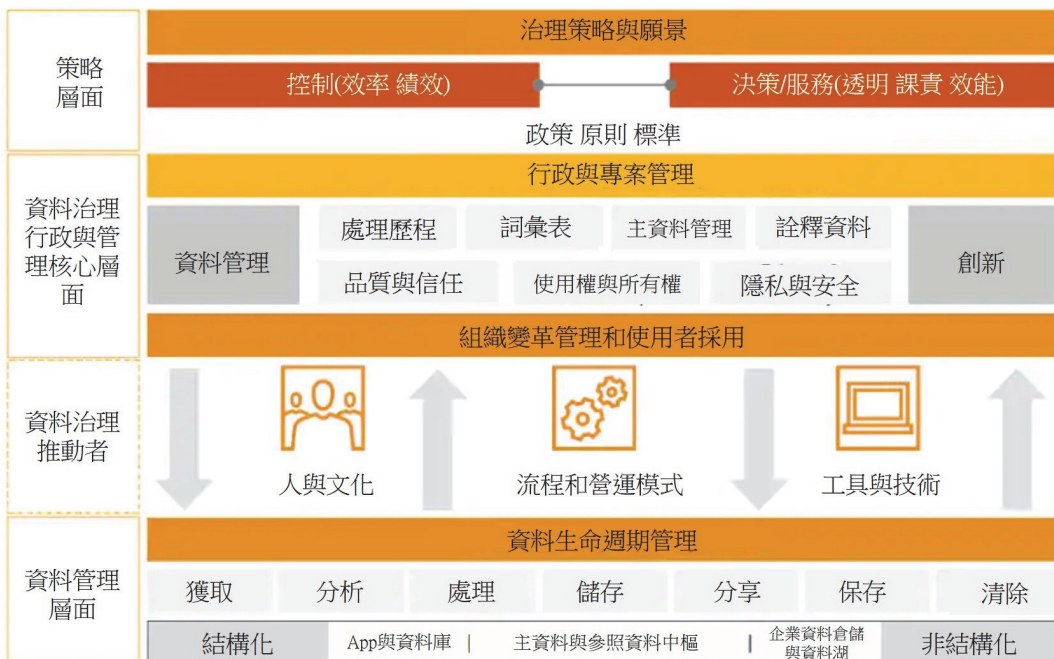 治理策略與願景
策略
層面
控制(效率 績效)
決策/服務(透明 課責 效能)
政策 原則 標準
資料治理
行政與管
理核心層
面
行政與專案管理
資料管理
處理歷程
詞彙表
主資料管理
詮釋資料
品質與信任
使用權與所有權
隱私與安全
創新
組織變革管理和使用者採用
資料治理
推動者
人與文化
流程和營運模式
工具與技術
資料管理
層面
資料生命週期管理
獲取
分析
處理
儲存
分享
保存
清除
結構化
App與資料庫
主資料與參照資料中樞
企業資料倉儲
與資料湖
非結構化